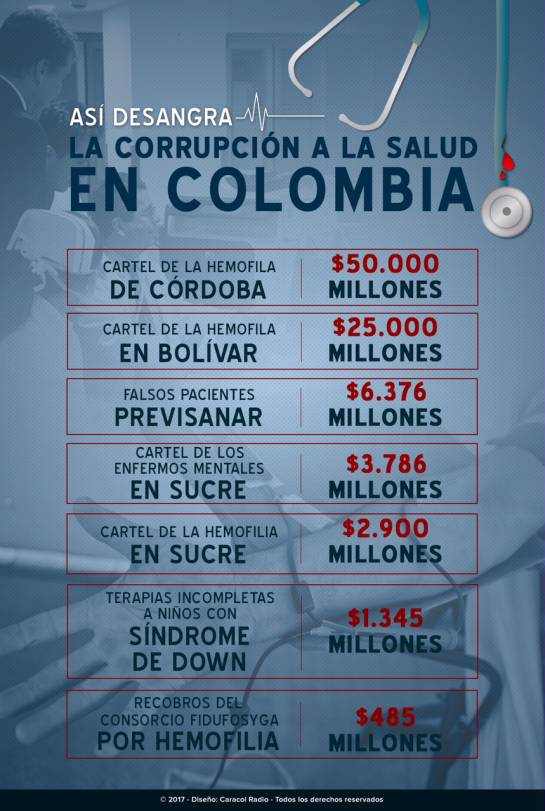 ASÍ DESANGRA
LA CORRUPCIÓN A LA SALUD
EN COLOMBIA
CARTEL DE LA HEMOFILA
DE CÓRDOBA
$50.000
MILLONES
CARTEL DE LA HEMOFILA
EN BOLÍVAR
$25.000
MILLONES
FALSOS PACIENTES
PREVISANAR
$6.376
MILLONES
CARTEL DE LOS
ENFERMOS MENTALES
EN SUCRE
$3.786
MILLONES
CARTEL DE LA HEMOFILIA
EN SUCRE
$2.900
MILLONES
TERAPIAS INCOMPLETAS
A NIÑOS CON
SÍNDROME
DE DOWN
$1.345
MILLONES
RECOBROS DEL
CONSORCIO FIDUFOSYGA
POR HEMOFILIA
$485
MILLONES
© 2017 - Diseño: Caracol Radio - Todos los derechos reservados